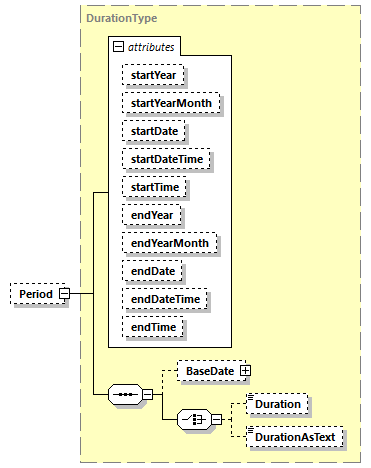 DurationType
attributes
startYear
startYearMonth
startDate
startDateTime
startTime
endYear
endYearMonth
endDate
endDateTime
endTime
Period
BaseDate
Duration
DurationAsText